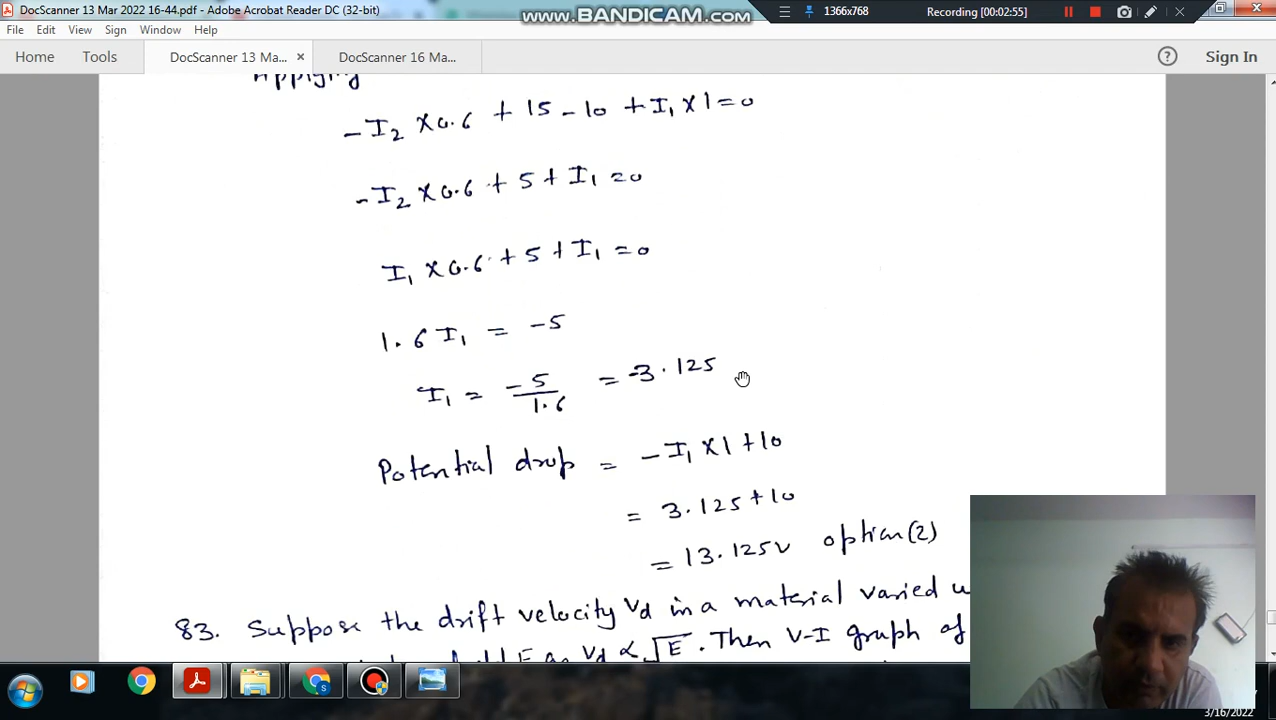 DocScanner 13 Mar 2022 16-44.pdf - Adobe Acrobat Reader DC (32-bit)
www.BANDICAM.com
1366x768
Recording [00:02:55]
File Edit View Sign Window Help
Home Tools DocScanner 13 Ma... × DocScanner 16 Ma... Sign In
Applying
-I₂ × 0.6 + 15 - 10 + I₁ × 1 = 0
-I₂ × 0.6 + 5 + I₁ = 0
I₁ × 0.6 + 5 + I₁ = 0
1.6 I₁ = -5
I₁ = -5/1.6 = -3.125
Potential drop = -I₁ × 1 + 10
= 3.125 + 10
= 13.125V option (2)
83. Suppose the drift velocity Vd in a material varied
Vd ∝ √E. Then V-I graph of
3/16/2022